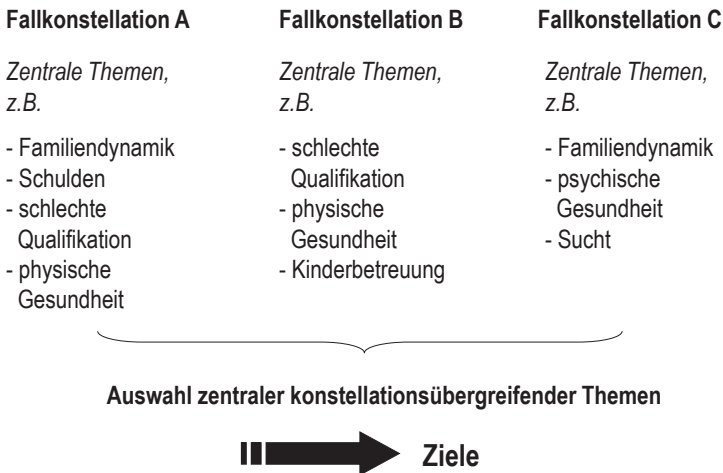 Fallkonstellation A
Zentrale Themen,
z.B.
- Familiendynamik
- Schulden
- schlechte
Qualifikation
- physische
Gesundheit
Fallkonstellation B
Zentrale Themen,
z.B.
- schlechte
Qualifikation
- physische
Gesundheit
- Kinderbetreuung
Fallkonstellation C
Zentrale Themen,
z.B.
- Familiendynamik
- psychische
Gesundheit
- Sucht
Auswahl zentraler konstellationsübergreifender Themen
Ziele